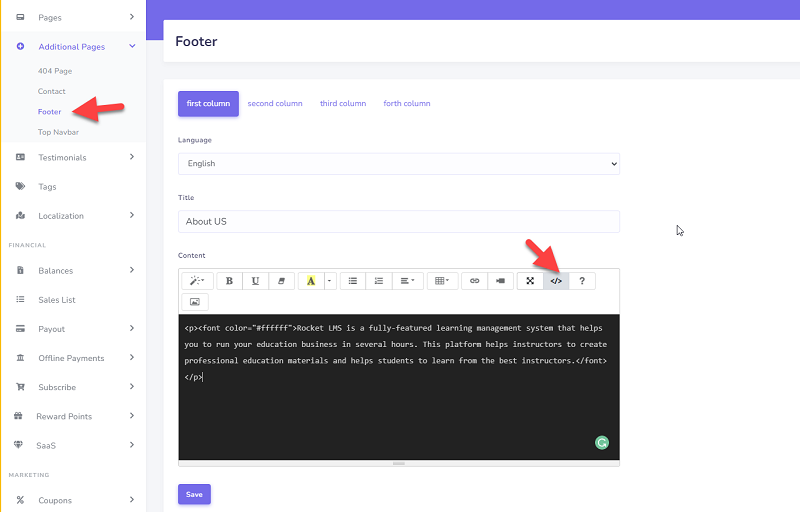 Pages
Additional Pages
404 Page
Contact
Footer
Top Navbar
Testimonials
Tags
Localization
FINANCIAL
Balances
Sales List
Payout
Offline Payments
Subscribe
Reward Points
SaaS
MARKETING
Coupons
Footer
first column second column third column forth column
Language
English
Title
About US
Content
B U A </> ?
<p><font color="#ffffff">Rocket LMS is a fully-featured learning management system that helps
you to run your education business in several hours. This platform helps instructors to create
professional education materials and helps students to learn from the best instructors.</font>
</p>
Save